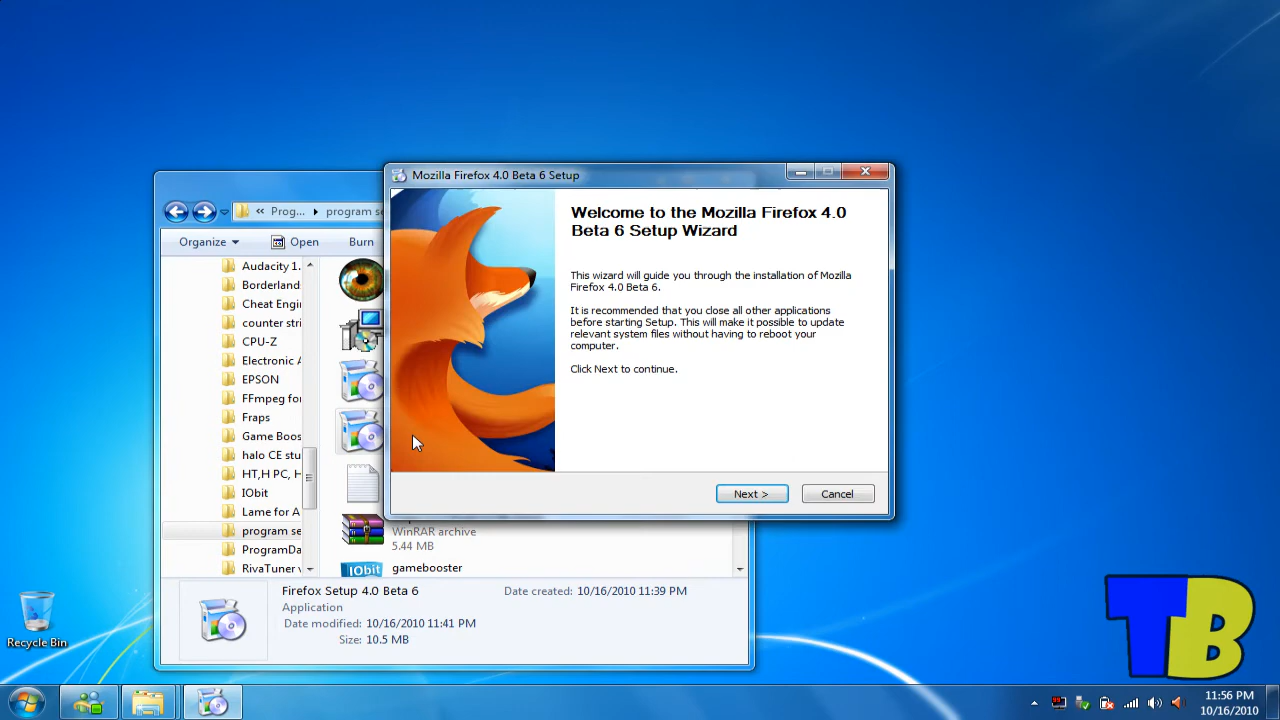 Mozilla Firefox 4.0 Beta 6 Setup
Welcome to the Mozilla Firefox 4.0
Beta 6 Setup Wizard
This wizard will guide you through the installation of Mozilla
Firefox 4.0 Beta 6.
It is recommended that you close all other applications
before starting Setup. This will make it possible to update
relevant system files without having to reboot your
computer.
Click Next to continue.
Next >
Cancel
« Prog... ▸ program se
Organize
Open
Burn
Audacity 1.
Borderland
Cheat Engin
counter stri
CPU-Z
Electronic A
EPSON
FFmpeg fo
Fraps
Game Boos
halo CE stu
HT,H PC, H
IObit
Lame for A
program se
ProgramDa
RivaTuner v
WinRAR archive
5.44 MB
IObit
gamebooster
Firefox Setup 4.0 Beta 6
Date created: 10/16/2010 11:39 PM
Application
Date modified: 10/16/2010 11:41 PM
Size: 10.5 MB
Recycle Bin
TB
11:56 PM
10/16/2010